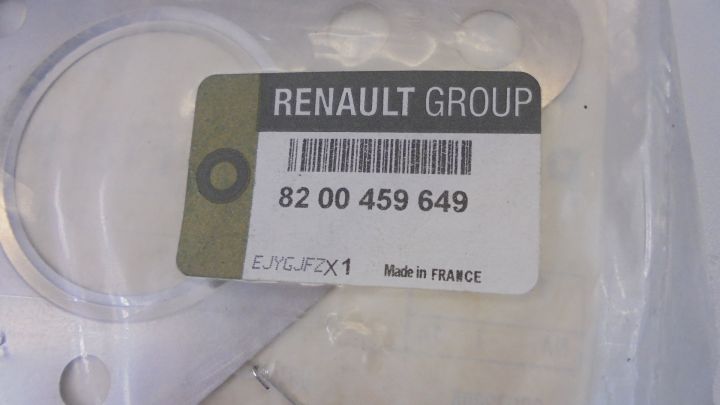 RENAULT GROUP
82 00 459 649
EJYGJFZX1 Made in FRANCE